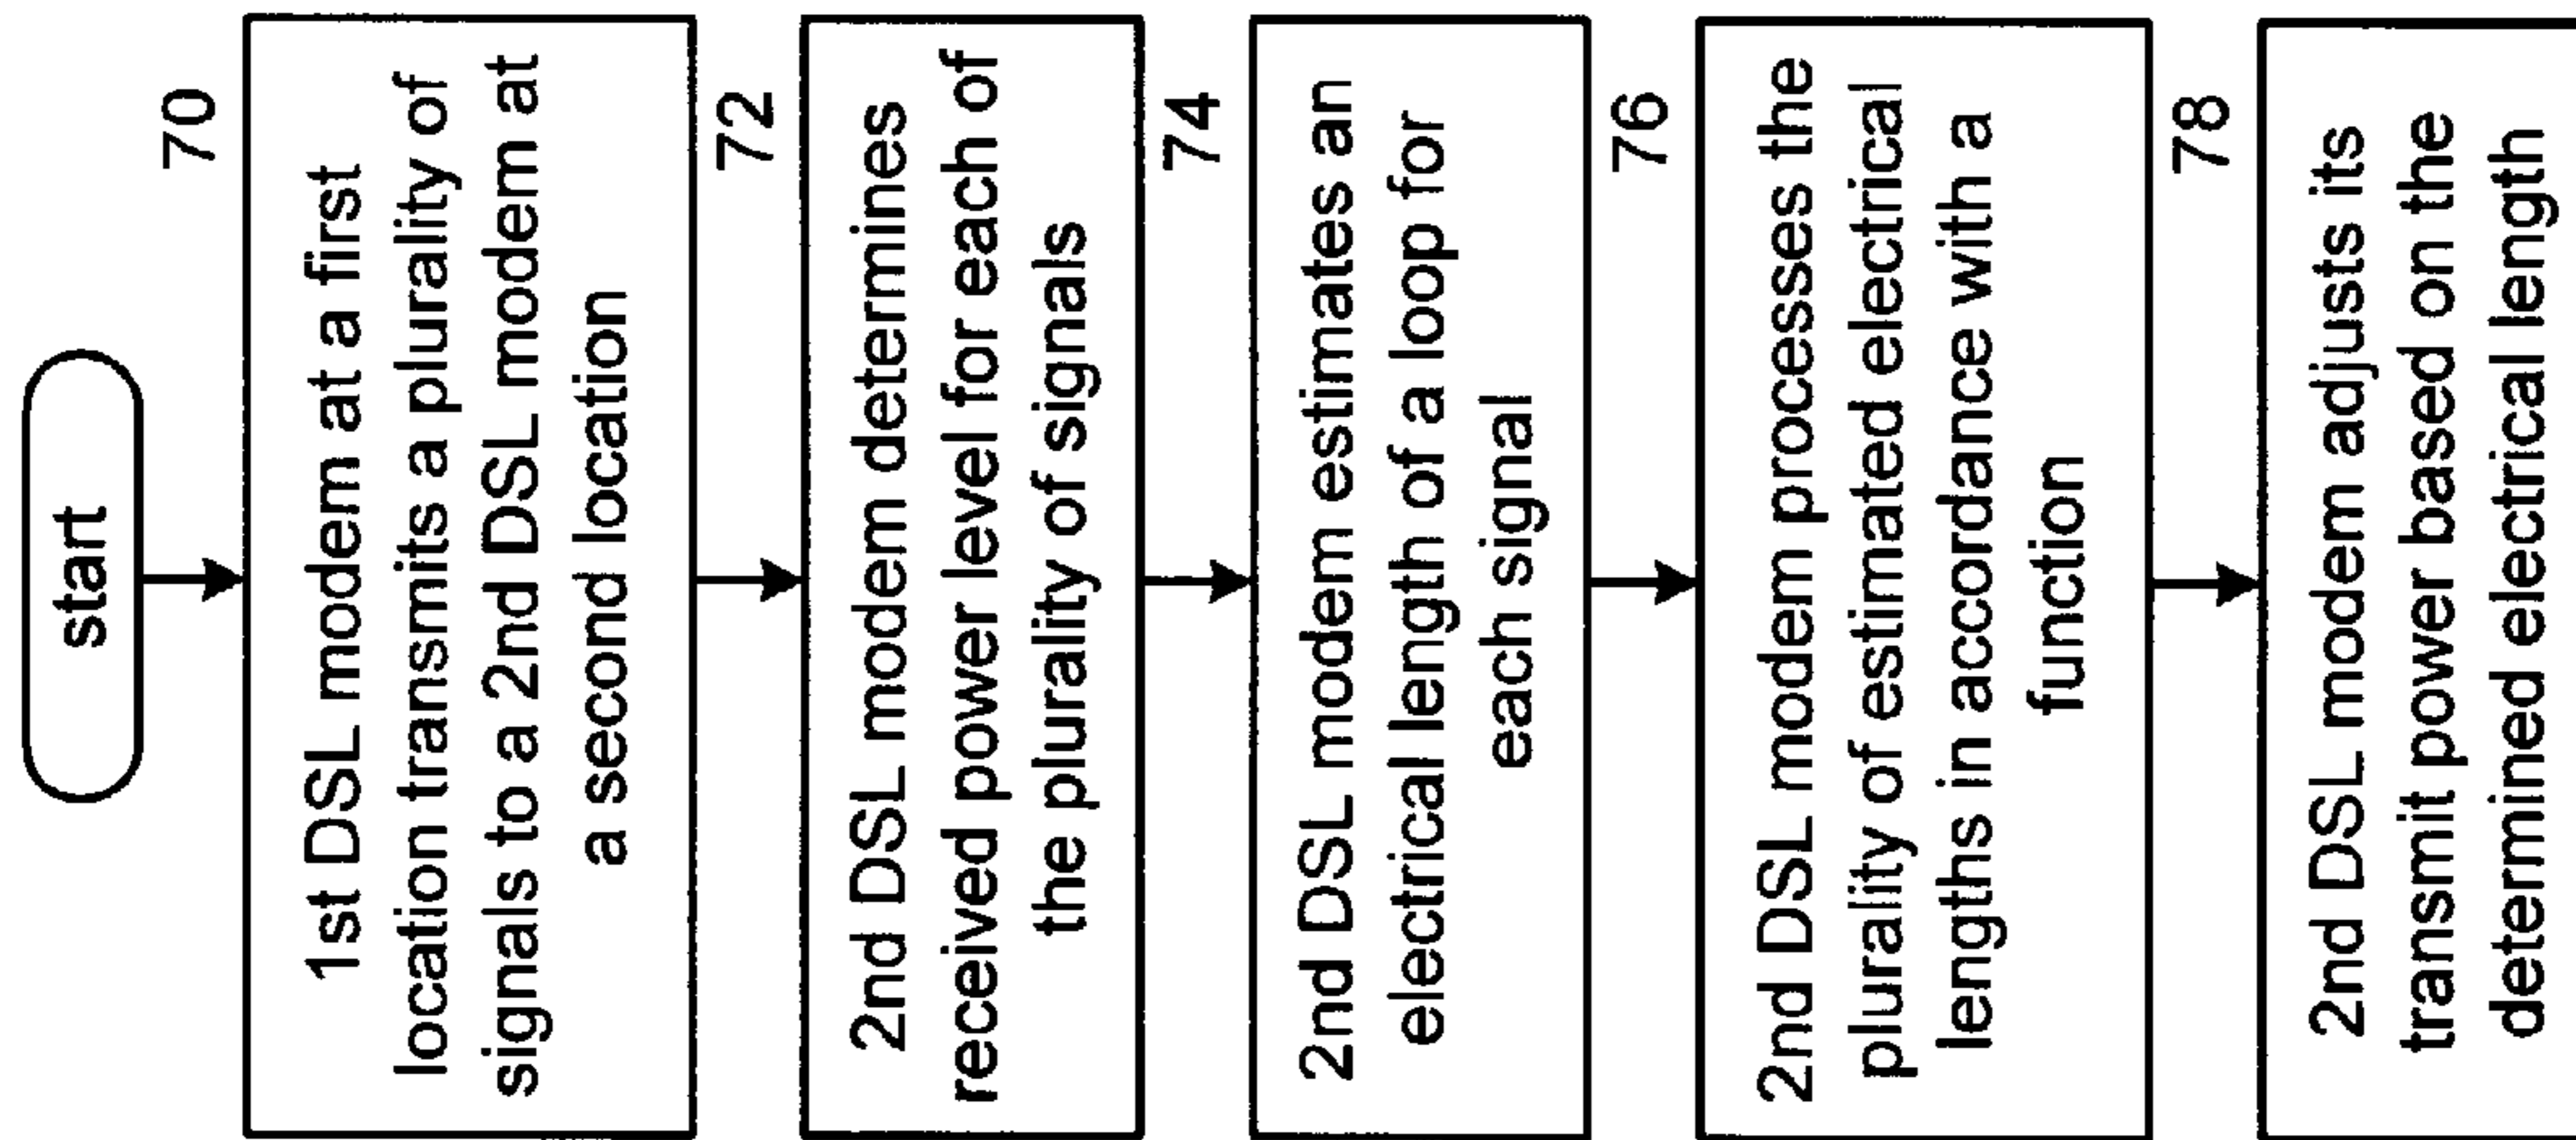 start
70
1st DSL modem at a first
location transmits a plurality of
signals to a 2nd DSL modem at
a second location
72
2nd DSL modem determines
received power level for each of
the plurality of signals
74
2nd DSL modem estimates an
electrical length of a loop for
each signal
76
2nd DSL modem processes the
plurality of estimated electrical
lengths in accordance with a
function
78
2nd DSL modem adjusts its
transmit power based on the
determined electrical length